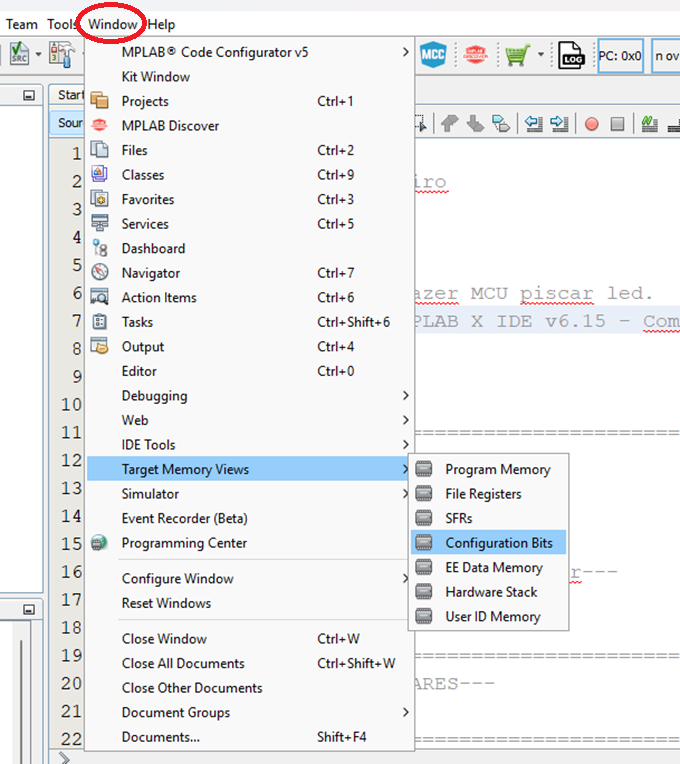 Team Tools Window Help
SRC MCC DISCOVER LOG PC: 0x0 n ov
MPLAB® Code Configurator v5
Kit Window
Projects Ctrl+1
MPLAB Discover
Files Ctrl+2
Classes Ctrl+9
Favorites Ctrl+3
Services Ctrl+5
Dashboard
Navigator Ctrl+7
Action Items Ctrl+6
Tasks Ctrl+Shift+6
Output Ctrl+4
Editor Ctrl+0
Debugging
Web
IDE Tools
Target Memory Views
Simulator
Event Recorder (Beta)
Programming Center
Configure Window
Reset Windows
Close Window Ctrl+W
Close All Documents Ctrl+Shift+W
Close Other Documents
Document Groups
Documents... Shift+F4
Program Memory
File Registers
SFRs
Configuration Bits
EE Data Memory
Hardware Stack
User ID Memory
Start
Sour
1
2 iro
3
4
5
6 azer MCU piscar led.
7 PLAB X IDE v6.15 - Com
8
9
10
11 ======================
12
13
14
15
16 r---
17
18
19 ======================
20 ARES---
21
22 ======================